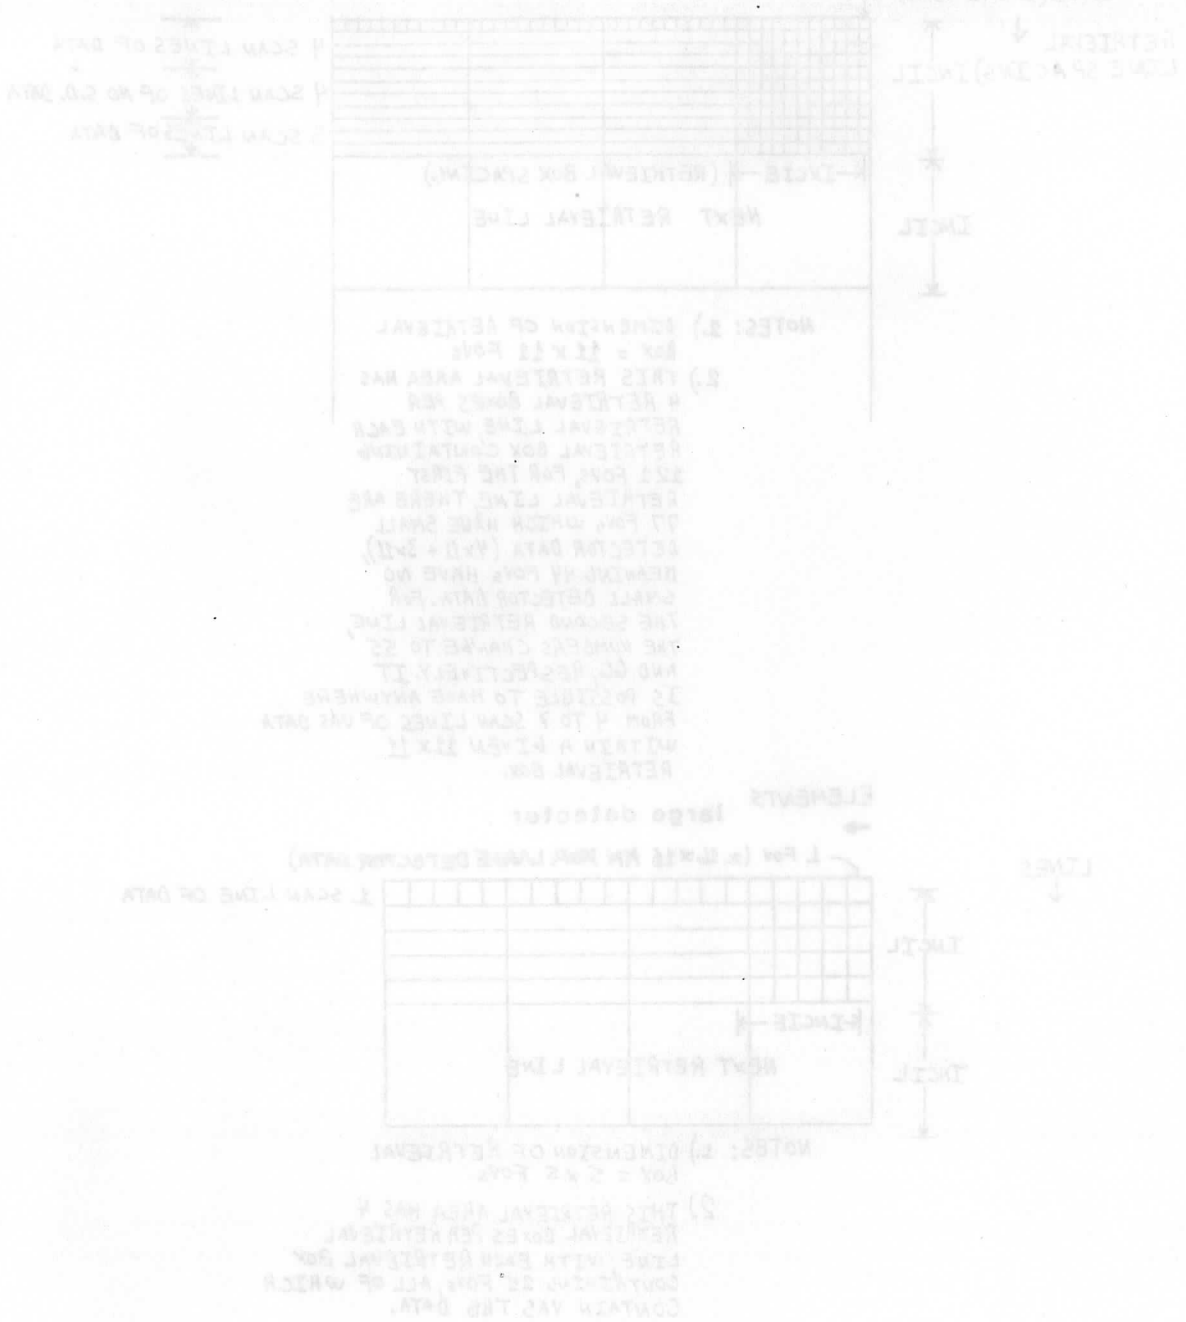 RETRIEVAL
LINE SPACING) INCIL
4 SCAN LINES OF DATA
4 SCAN LINES OF NO S.D. DATA
3 SCAN LINES OF DATA
INCIE (RETRIEVAL BOX SPACING)
NEXT RETRIEVAL LINE
INCIL
NOTES: 1.) DIMENSION OF RETRIEVAL
BOX = 11 X 11 FOVs
2.) THIS RETRIEVAL AREA HAS
4 RETRIEVAL BOXES PER
RETRIEVAL LINE WITH EACH
RETRIEVAL BOX CONTAINING
121 FOVs, FOR THE FIRST
RETRIEVAL LINE, THERE ARE
77 FOVs WHICH HAVE SMALL
DETECTOR DATA (4x11 + 3x11),
MEANING 44 FOVs HAVE NO
SMALL DETECTOR DATA. FOR
THE SECOND RETRIEVAL LINE,
THE NUMBERS CHANGE TO 55
AND 66, RESPECTIVELY. IT
IS POSSIBLE TO HAVE ANYWHERE
FROM 4 TO 7 SCAN LINES OF VAS DATA
WITHIN A GIVEN 11 X 11
RETRIEVAL BOX.
ELEMENTS
large detector
1 FOV (= 16 x 16 KM FOR LARGE DETECTOR DATA)
LINES
1 SCAN LINE OF DATA
INCIL
INCIE
NEXT RETRIEVAL LINE
INCIL
NOTES: 1.) DIMENSION OF RETRIEVAL
BOX = 5 X 5 FOVs
2.) THIS RETRIEVAL AREA HAS 4
RETRIEVAL BOXES PER RETRIEVAL
LINE, WITH EACH RETRIEVAL BOX
CONTAINING 25 FOVs, ALL OF WHICH
CONTAIN VAS DATA.